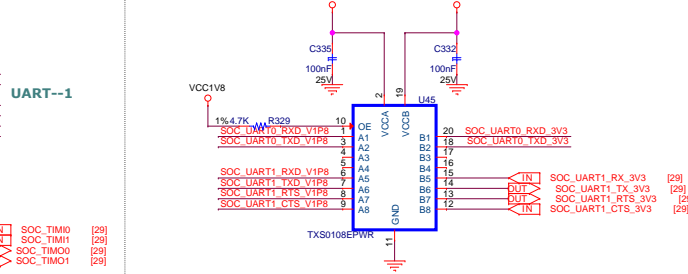 UART--1
C335
100nF
25V
C332
100nF
25V
VCC1V8
2
19
U45
1% 4.7K R329
10 OE
VCCA
VCCB
SOC_UART0_RXD_V1P8 1 A1 B1 20 SOC_UART0_RXD_3V3
SOC_UART0_TXD_V1P8 3 A2 B2 18 SOC_UART0_TXD_3V3
4 A3 B3 17
5 A4 B4 16
SOC_UART1_RXD_V1P8 6 A5 B5 15 IN SOC_UART1_RX_3V3 [29]
SOC_UART1_TXD_V1P8 7 A6 B6 14 OUT SOC_UART1_TX_3V3 [29]
SOC_UART1_RTS_V1P8 8 A7 B7 13 OUT SOC_UART1_RTS_3V3
SOC_UART1_CTS_V1P8 9 A8 B8 12 IN SOC_UART1_CTS_3V3 [29]
GND
TXS0108EPWR
11
SOC_TIMI0 [29]
SOC_TIMI1 [29]
SOC_TIMO0 [29]
SOC_TIMO1 [29]